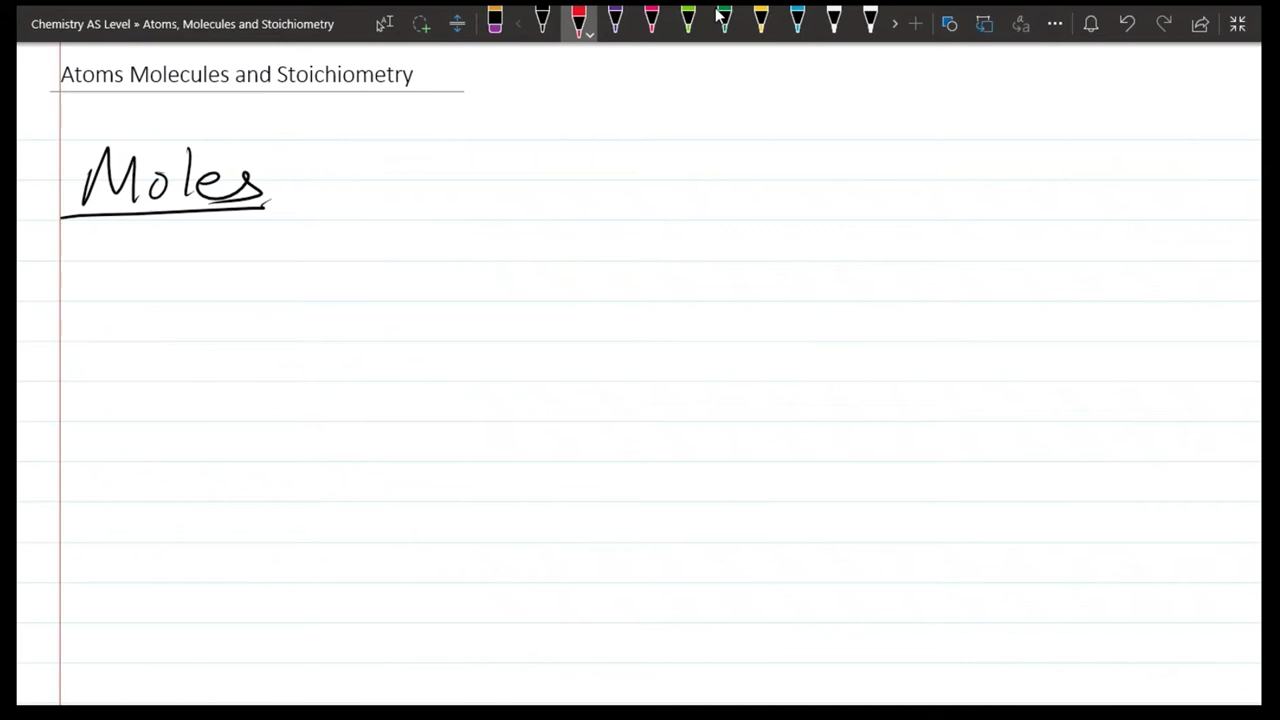 Chemistry AS Level » Atoms, Molecules and Stoichiometry
Atoms Molecules and Stoichiometry
Moles